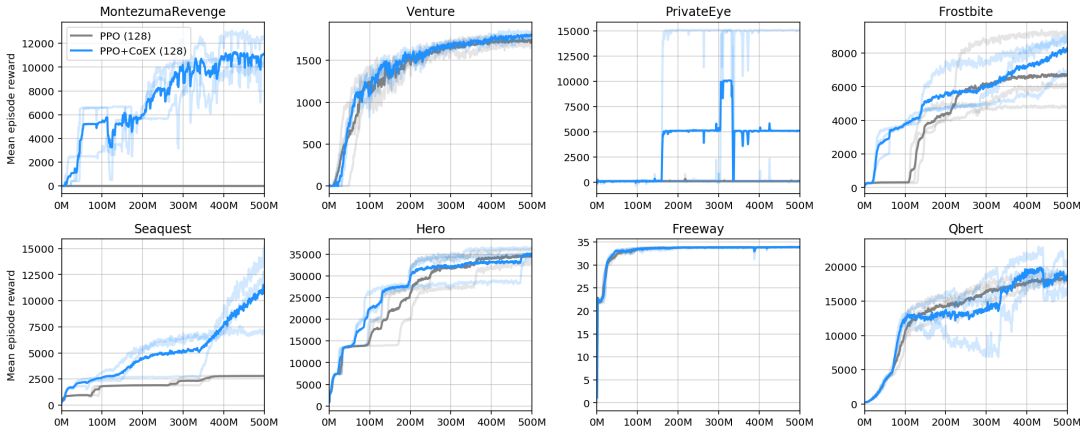 MontezumaRevenge
Mean episode reward
12000
10000
8000
6000
4000
2000
0
PPO (128)
PPO+CoEX (128)
0M 100M 200M 300M 400M 500M
Venture
1500
1000
500
0
0M 100M 200M 300M 400M 500M
PrivateEye
15000
12500
10000
7500
5000
2500
0
0M 100M 200M 300M 400M 500M
Frostbite
8000
6000
4000
2000
0
0M 100M 200M 300M 400M 500M
Seaquest
Mean episode reward
15000
12500
10000
7500
5000
2500
0
0M 100M 200M 300M 400M 500M
Hero
35000
30000
25000
20000
15000
10000
5000
0
0M 100M 200M 300M 400M 500M
Freeway
35
30
25
20
15
10
5
0
0M 100M 200M 300M 400M 500M
Qbert
20000
15000
10000
5000
0
0M 100M 200M 300M 400M 500M